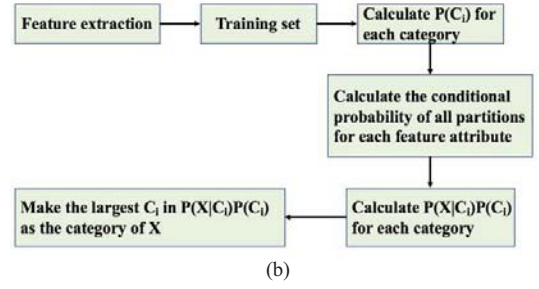 Feature extraction
Training set
Calculate P(Cᵢ) for
each category
Calculate the conditional
probability of all partitions
for each feature attribute
Calculate P(X|Cᵢ)P(Cᵢ)
for each category
Make the largest Cᵢ in P(X|Cᵢ)P(Cᵢ)
as the category of X
(b)